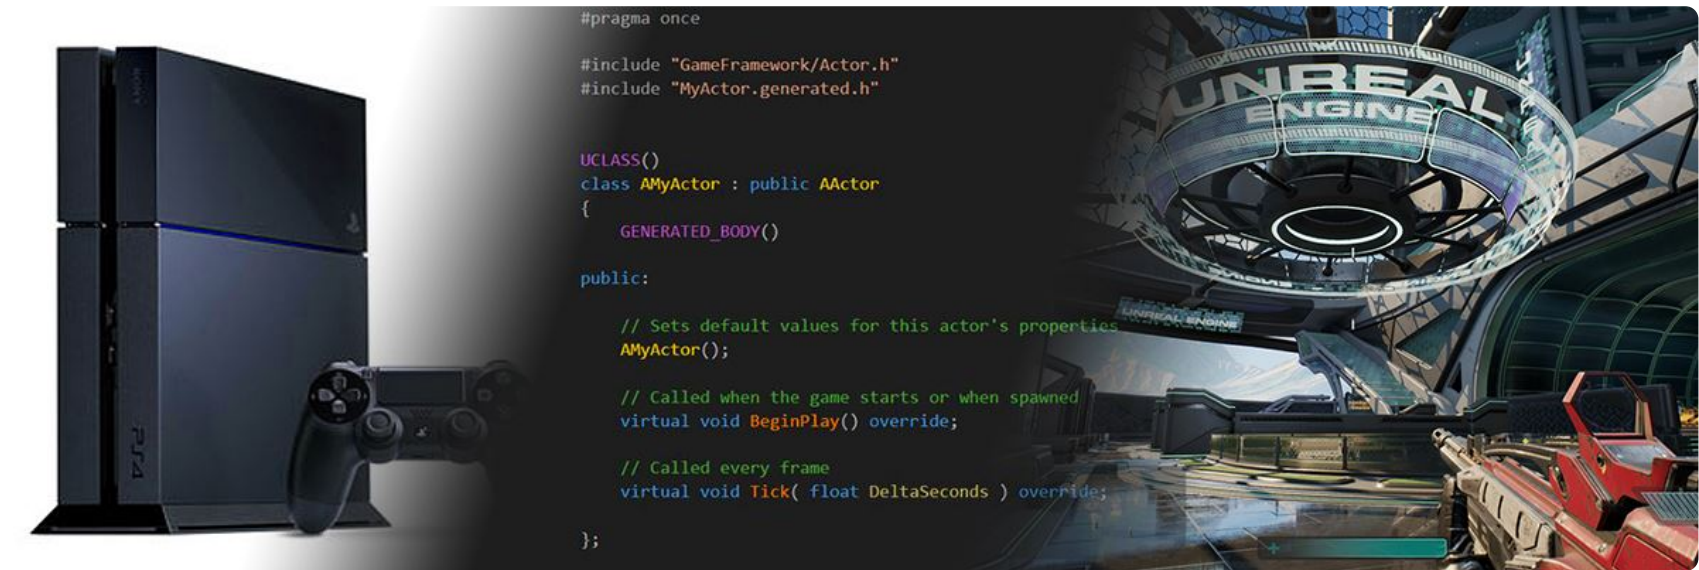 SONY
PS4
#pragma once
#include "GameFramework/Actor.h"
#include "MyActor.generated.h"
UCLASS()
class AMyActor : public AActor
{
GENERATED_BODY()
public:
// Sets default values for this actor's properties
AMyActor();
// Called when the game starts or when spawned
virtual void BeginPlay() override;
// Called every frame
virtual void Tick( float DeltaSeconds ) override;
};
UNREAL
ENGINE
UNREAL ENGINE